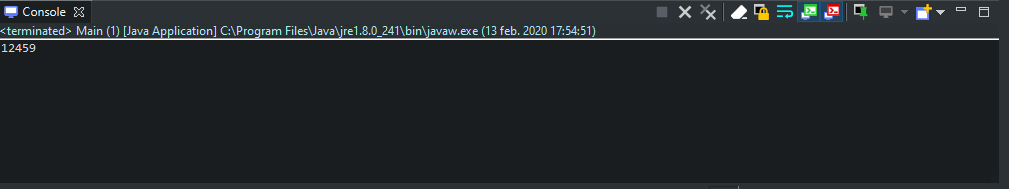 Console
<terminated> Main (1) [Java Application] C:\Program Files\Java\jre1.8.0_241\bin\javaw.exe (13 feb. 2020 17:54:51)
12459